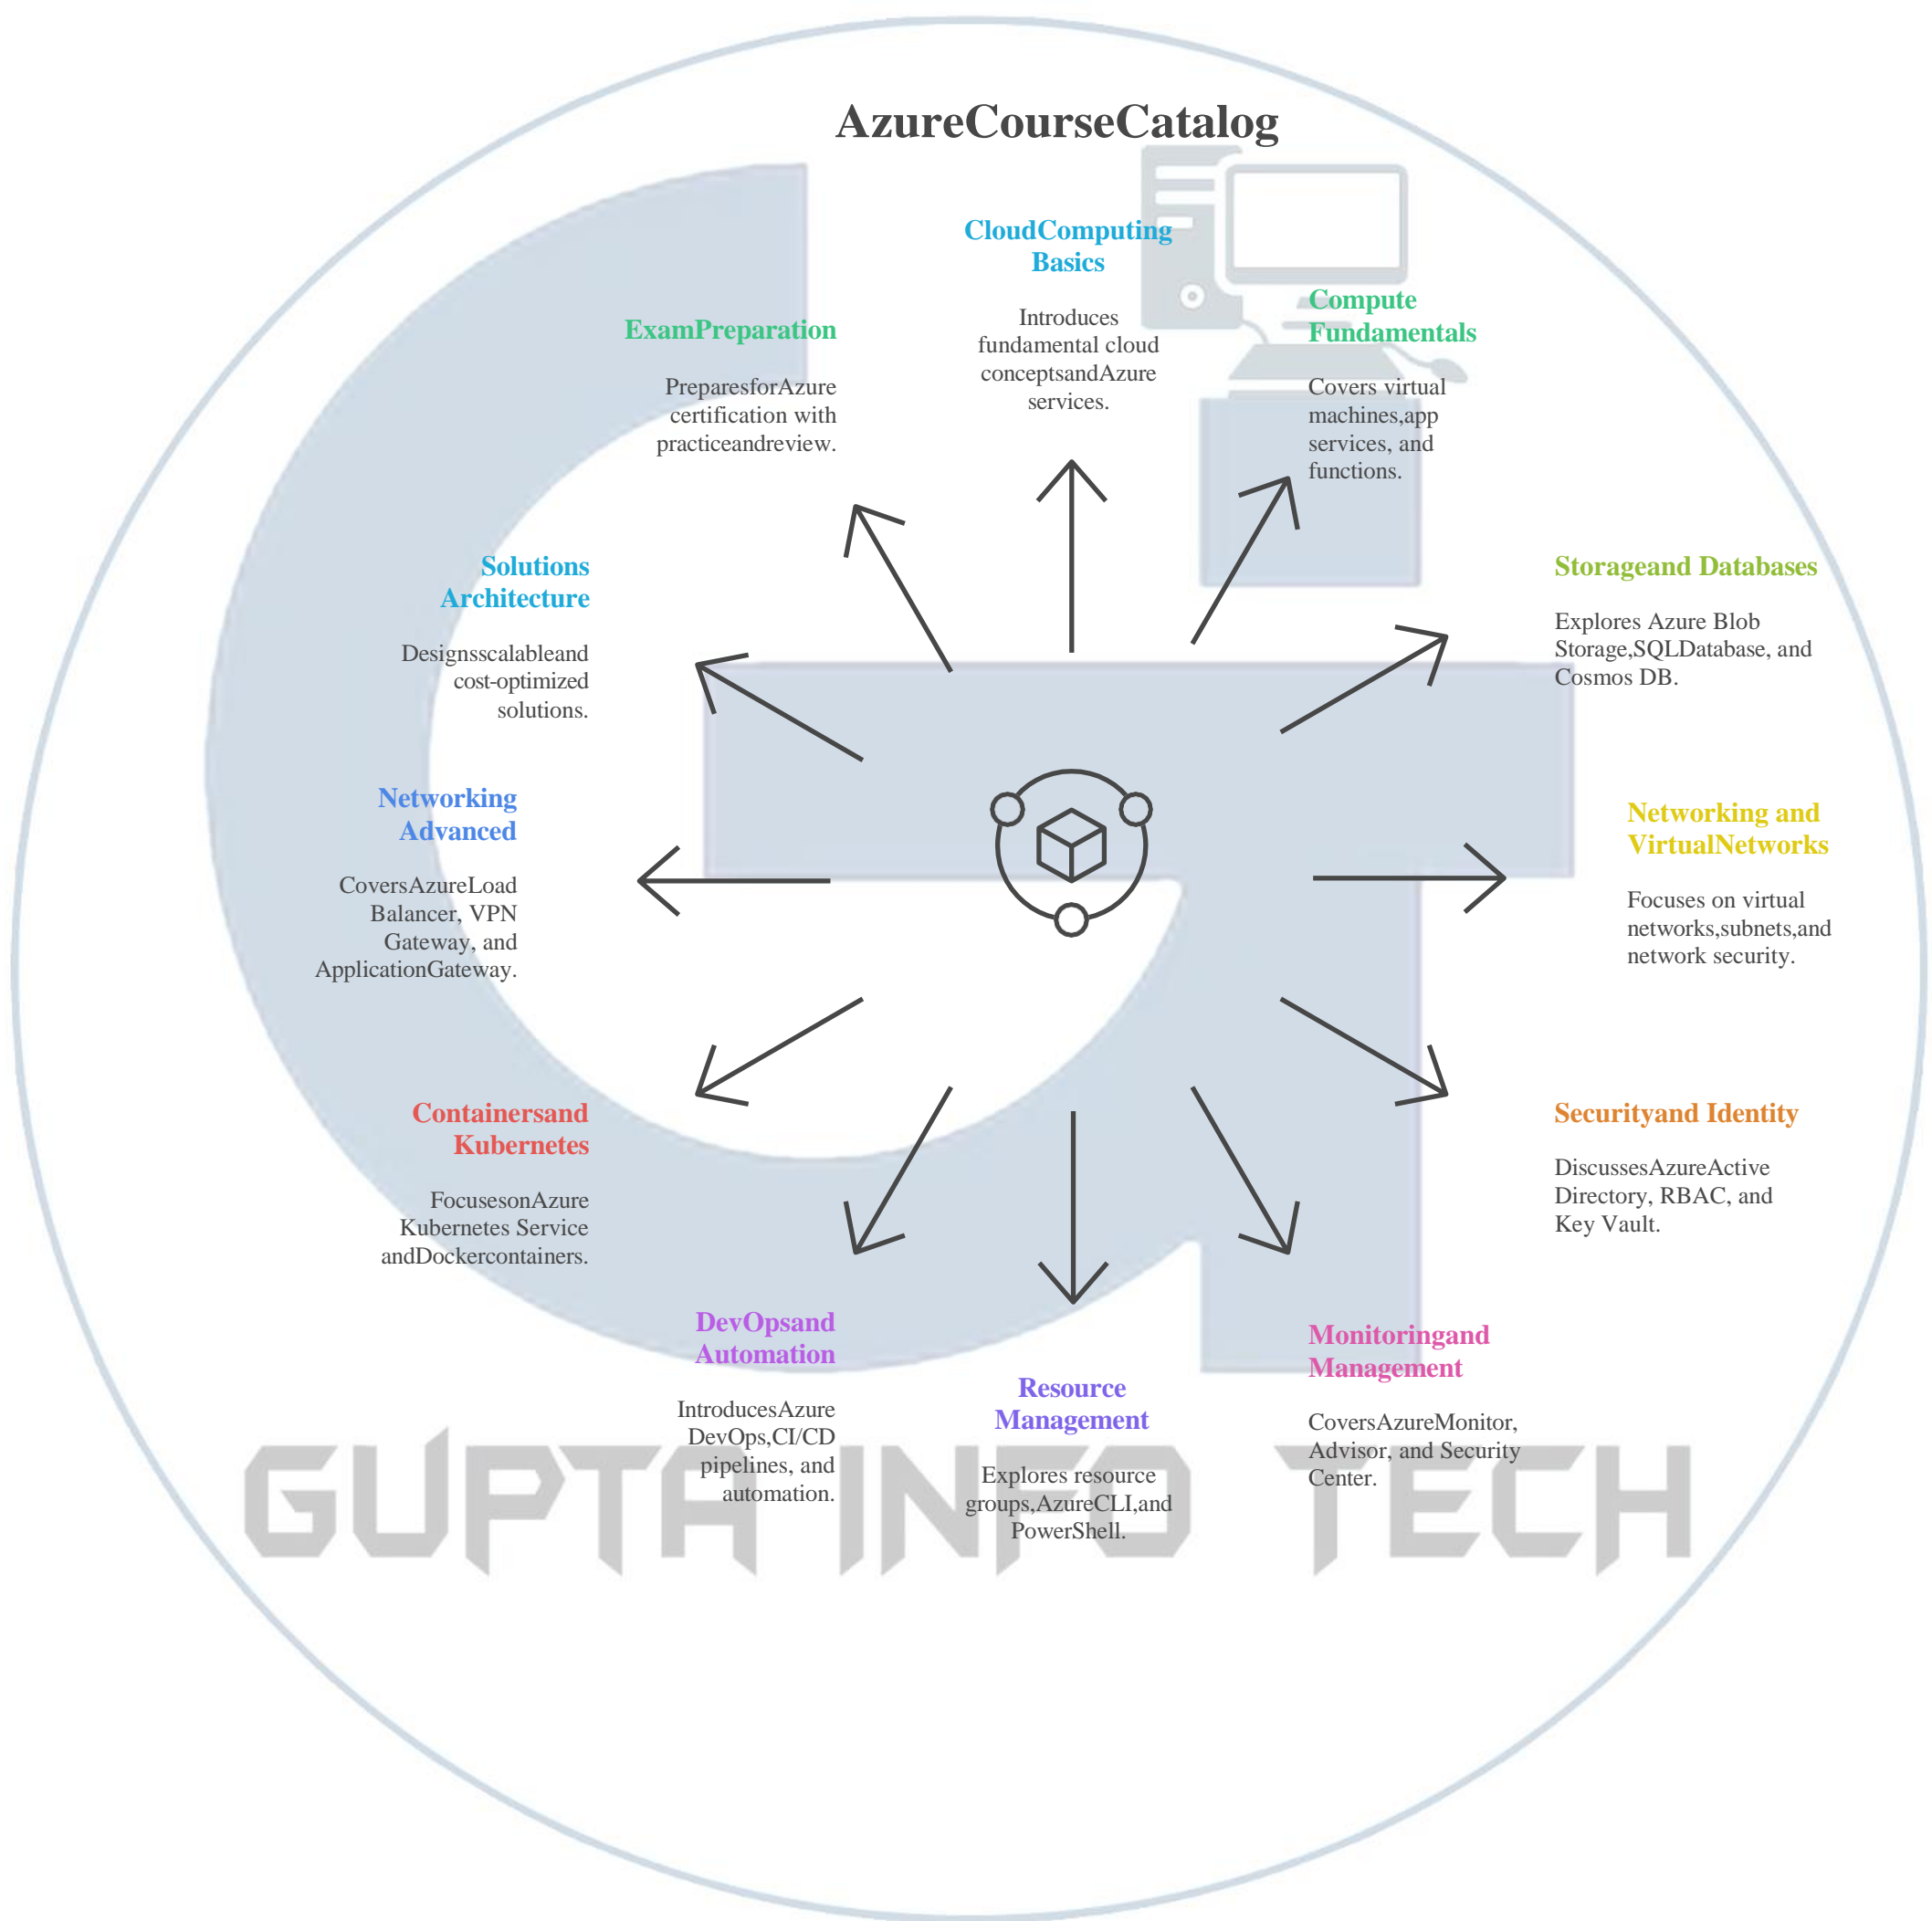 AzureCourseCatalog
CloudComputing
Basics
Introduces
fundamental cloud
conceptsandAzure
services.
Compute
Fundamentals
Covers virtual
machines,app
services, and
functions.
Storageand Databases
Explores Azure Blob
Storage,SQLDatabase, and
Cosmos DB.
Networking and
VirtualNetworks
Focuses on virtual
networks,subnets,and
network security.
Securityand Identity
DiscussesAzureActive
Directory, RBAC, and
Key Vault.
Monitoringand
Management
CoversAzureMonitor,
Advisor, and Security
Center.
Resource
Management
Explores resource
groups,AzureCLI,and
PowerShell.
DevOpsand
Automation
IntroducesAzure
DevOps,CI/CD
pipelines, and
automation.
Containersand
Kubernetes
FocusesonAzure
Kubernetes Service
andDockercontainers.
Networking
Advanced
CoversAzureLoad
Balancer, VPN
Gateway, and
ApplicationGateway.
Solutions
Architecture
Designsscalableand
cost-optimized
solutions.
ExamPreparation
PreparesforAzure
certification with
practiceandreview.
GUPTA INFO TECH